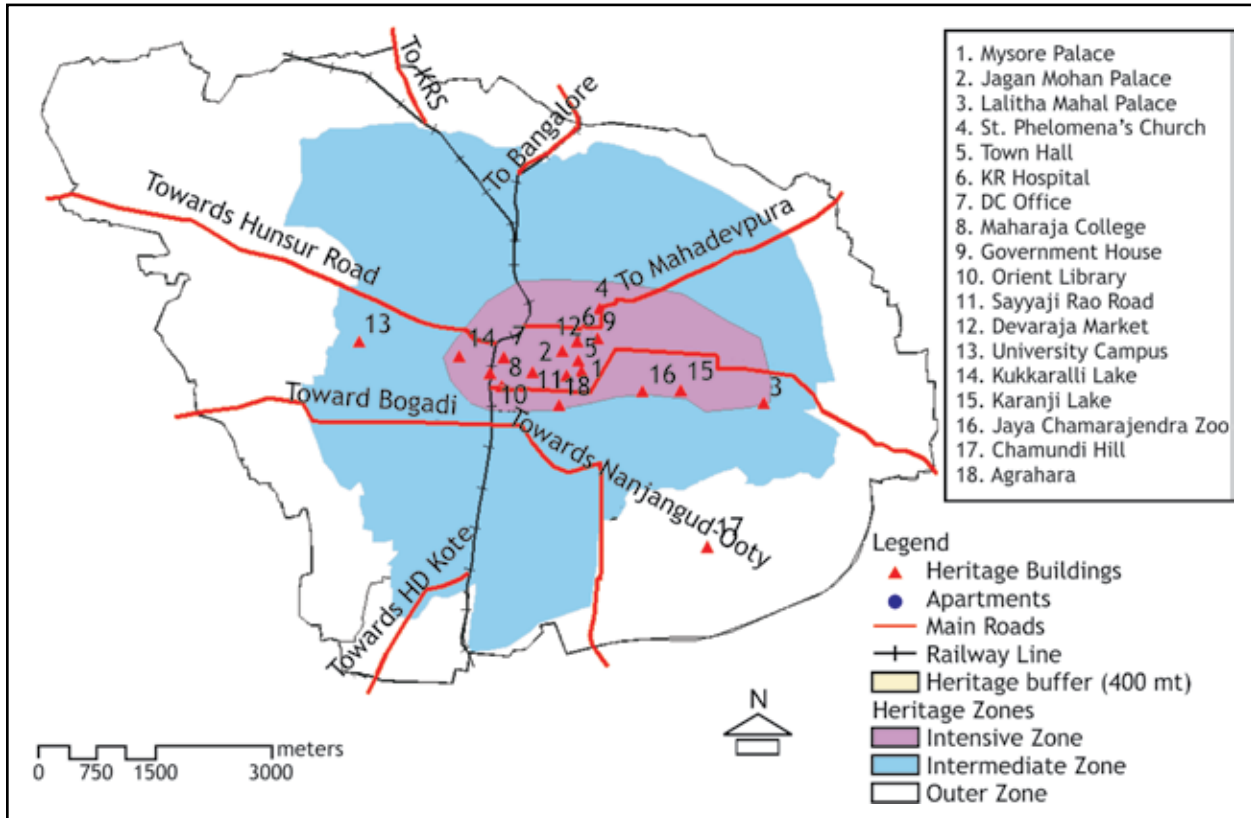 To KRS
To Bangalore
Towards Hunsur Road
To Mahadevpura
4
13
14
7
12
6
9
2
5
8
11
18
1
16
15
3
10
Toward Bogadi
Towards Nanjangud-Ooty
17
Towards HD Kote
N
meters
0 750 1500 3000
1. Mysore Palace
2. Jagan Mohan Palace
3. Lalitha Mahal Palace
4. St. Phelomena's Church
5. Town Hall
6. KR Hospital
7. DC Office
8. Maharaja College
9. Government House
10. Orient Library
11. Sayyaji Rao Road
12. Devaraja Market
13. University Campus
14. Kukkaralli Lake
15. Karanji Lake
16. Jaya Chamarajendra Zoo
17. Chamundi Hill
18. Agrahara
Legend
Heritage Buildings
Apartments
Main Roads
Railway Line
Heritage buffer (400 mt)
Heritage Zones
Intensive Zone
Intermediate Zone
Outer Zone